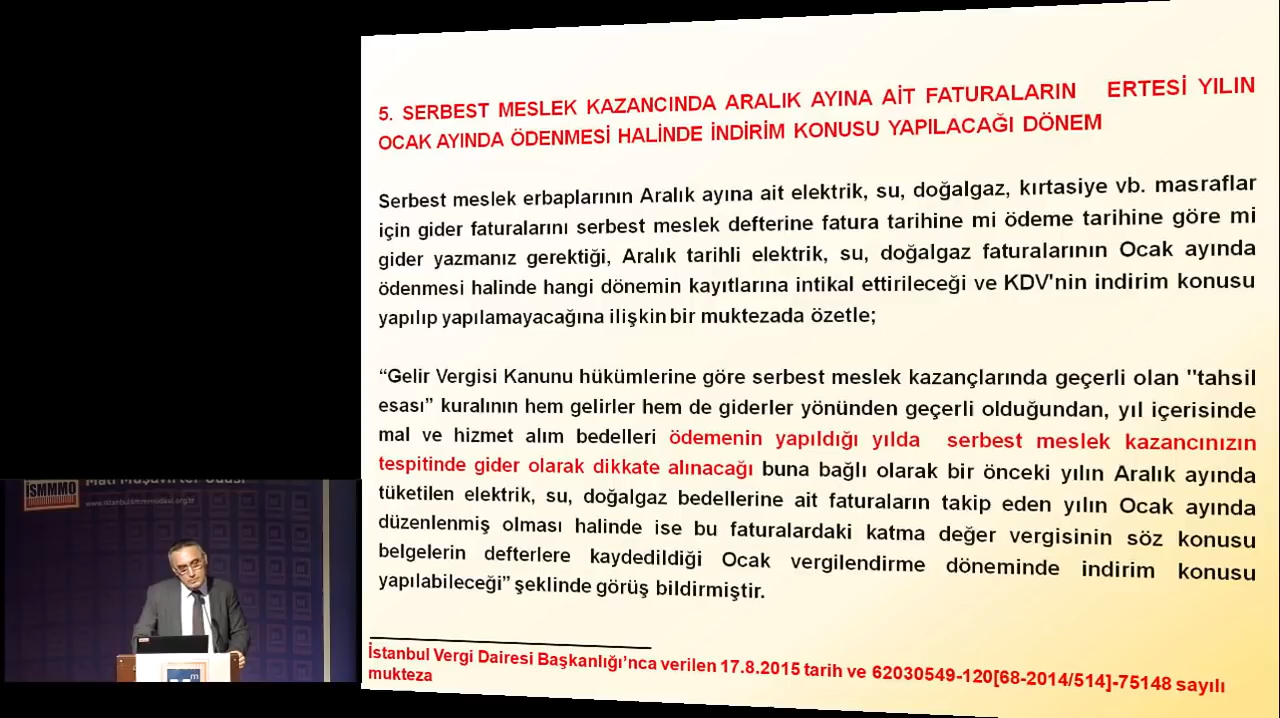 5. SERBEST MESLEK KAZANCINDA ARALIK AYINA AİT FATURALARIN ERTESİ YILIN
OCAK AYINDA ÖDENMESİ HALİNDE İNDİRİM KONUSU YAPILACAĞI DÖNEM
Serbest meslek erbaplarının Aralık ayına ait elektrik, su, doğalgaz, kırtasiye vb. masraflar
için gider faturalarını serbest meslek defterine fatura tarihine mi ödeme tarihine göre mi
gider yazmanız gerektiği, Aralık tarihli elektrik, su, doğalgaz faturalarının Ocak ayında
ödenmesi halinde hangi dönemin kayıtlarına intikal ettirileceği ve KDV'nin indirim konusu
yapılıp yapılamayacağına ilişkin bir muktezada özetle;
“Gelir Vergisi Kanunu hükümlerine göre serbest meslek kazançlarında geçerli olan "tahsil
esası” kuralının hem gelirler hem de giderler yönünden geçerli olduğundan, yıl içerisinde
mal ve hizmet alım bedelleri ödemenin yapıldığı yılda serbest meslek kazancınızın
tespitinde gider olarak dikkate alınacağı buna bağlı olarak bir önceki yılın Aralık ayında
tüketilen elektrik, su, doğalgaz bedellerine ait faturaların takip eden yılın Ocak ayında
düzenlenmiş olması halinde ise bu faturalardaki katma değer vergisinin söz konusu
belgelerin defterlere kaydedildiği Ocak vergilendirme döneminde indirim konusu
yapılabileceği” şeklinde görüş bildirmiştir.
İstanbul Vergi Dairesi Başkanlığı’nca verilen 17.8.2015 tarih ve 62030549-120[68-2014/514]-75148 sayılı
mukteza
İSMMMO
Mali Müşavirler Odası
www.istanbulsmmmodasi.org.tr